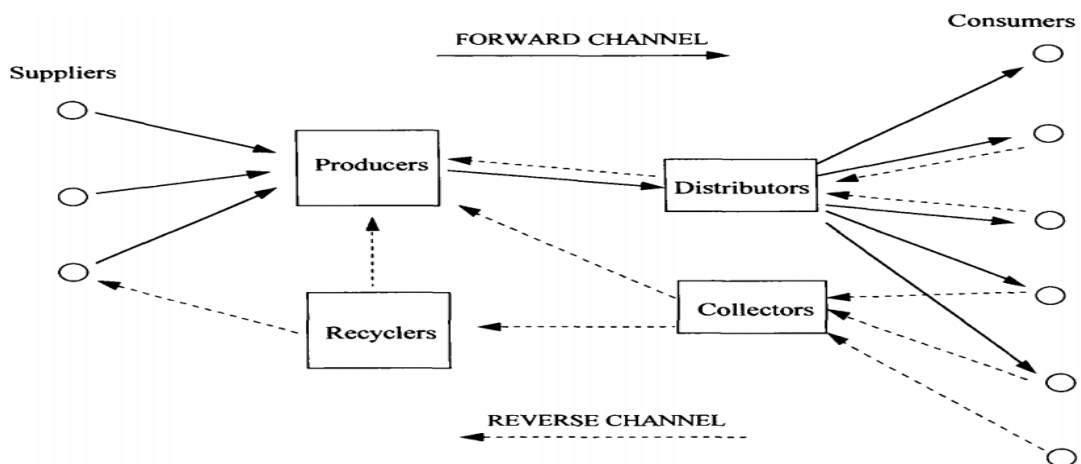 Consumers
FORWARD CHANNEL
Suppliers
Producers
Distributors
Collectors
Recyclers
REVERSE CHANNEL